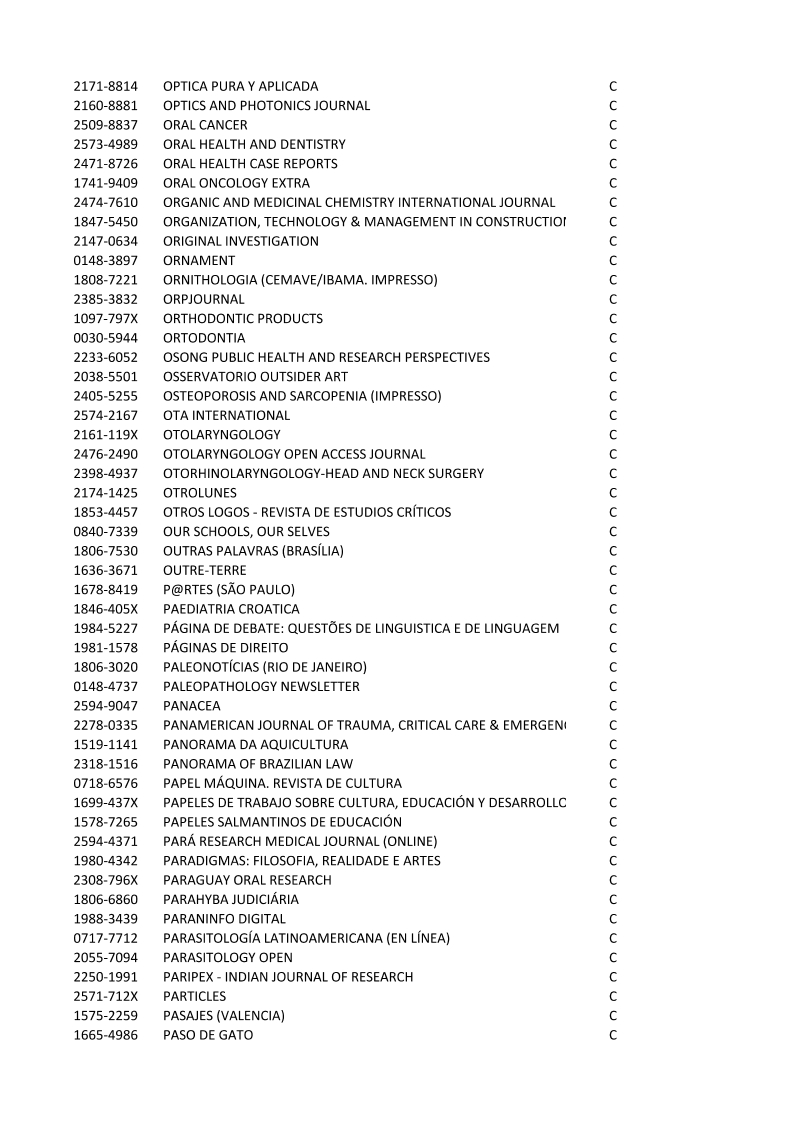 2171-8814 OPTICA PURA Y APLICADA C
2160-8881 OPTICS AND PHOTONICS JOURNAL C
2509-8837 ORAL CANCER C
2573-4989 ORAL HEALTH AND DENTISTRY C
2471-8726 ORAL HEALTH CASE REPORTS C
1741-9409 ORAL ONCOLOGY EXTRA C
2474-7610 ORGANIC AND MEDICINAL CHEMISTRY INTERNATIONAL JOURNAL C
1847-5450 ORGANIZATION, TECHNOLOGY & MANAGEMENT IN CONSTRUCTION C
2147-0634 ORIGINAL INVESTIGATION C
0148-3897 ORNAMENT C
1808-7221 ORNITHOLOGIA (CEMAVE/IBAMA. IMPRESSO) C
2385-3832 ORPJOURNAL C
1097-797X ORTHODONTIC PRODUCTS C
0030-5944 ORTODONTIA C
2233-6052 OSONG PUBLIC HEALTH AND RESEARCH PERSPECTIVES C
2038-5501 OSSERVATORIO OUTSIDER ART C
2405-5255 OSTEOPOROSIS AND SARCOPENIA (IMPRESSO) C
2574-2167 OTA INTERNATIONAL C
2161-119X OTOLARYNGOLOGY C
2476-2490 OTOLARYNGOLOGY OPEN ACCESS JOURNAL C
2398-4937 OTORHINOLARYNGOLOGY-HEAD AND NECK SURGERY C
2174-1425 OTROLUNES C
1853-4457 OTROS LOGOS - REVISTA DE ESTUDIOS CRÍTICOS C
0840-7339 OUR SCHOOLS, OUR SELVES C
1806-7530 OUTRAS PALAVRAS (BRASÍLIA) C
1636-3671 OUTRE-TERRE C
1678-8419 P@RTES (SÃO PAULO) C
1846-405X PAEDIATRIA CROATICA C
1984-5227 PÁGINA DE DEBATE: QUESTÕES DE LINGUISTICA E DE LINGUAGEM C
1981-1578 PÁGINAS DE DIREITO C
1806-3020 PALEONOTÍCIAS (RIO DE JANEIRO) C
0148-4737 PALEOPATHOLOGY NEWSLETTER C
2594-9047 PANACEA C
2278-0335 PANAMERICAN JOURNAL OF TRAUMA, CRITICAL CARE & EMERGEN C
1519-1141 PANORAMA DA AQUICULTURA C
2318-1516 PANORAMA OF BRAZILIAN LAW C
0718-6576 PAPEL MÁQUINA. REVISTA DE CULTURA C
1699-437X PAPELES DE TRABAJO SOBRE CULTURA, EDUCACIÓN Y DESARROLLO C
1578-7265 PAPELES SALMANTINOS DE EDUCACIÓN C
2594-4371 PARÁ RESEARCH MEDICAL JOURNAL (ONLINE) C
1980-4342 PARADIGMAS: FILOSOFIA, REALIDADE E ARTES C
2308-796X PARAGUAY ORAL RESEARCH C
1806-6860 PARAHYBA JUDICIÁRIA C
1988-3439 PARANINFO DIGITAL C
0717-7712 PARASITOLOGÍA LATINOAMERICANA (EN LÍNEA) C
2055-7094 PARASITOLOGY OPEN C
2250-1991 PARIPEX - INDIAN JOURNAL OF RESEARCH C
2571-712X PARTICLES C
1575-2259 PASAJES (VALENCIA) C
1665-4986 PASO DE GATO C